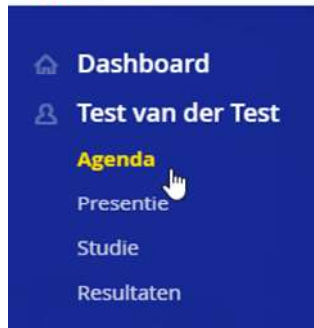 Dashboard
Test van der Test
Agenda
Presentie
Studie
Resultaten